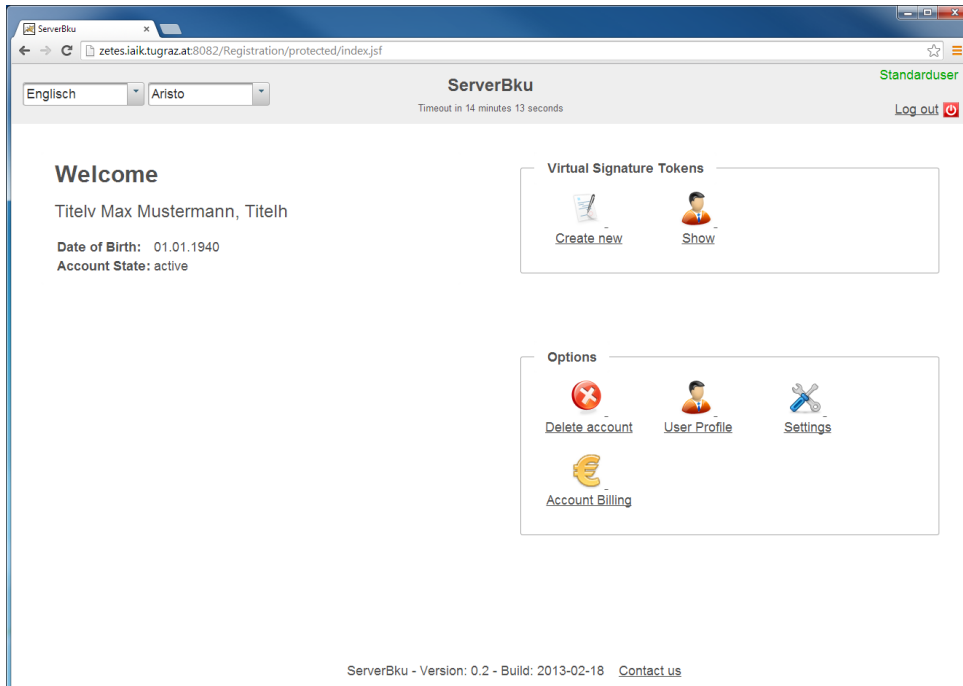 ServerBku
zetes.iaik.tugraz.at:8082/Registration/protected/index.jsf
Englisch
Aristo
ServerBku
Timeout in 14 minutes 13 seconds
Standarduser
Log out
Welcome
Titelv Max Mustermann, Titelh
Date of Birth: 01.01.1940
Account State: active
Virtual Signature Tokens
Create new
Show
Options
Delete account
User Profile
Settings
Account Billing
ServerBku - Version: 0.2 - Build: 2013-02-18 Contact us